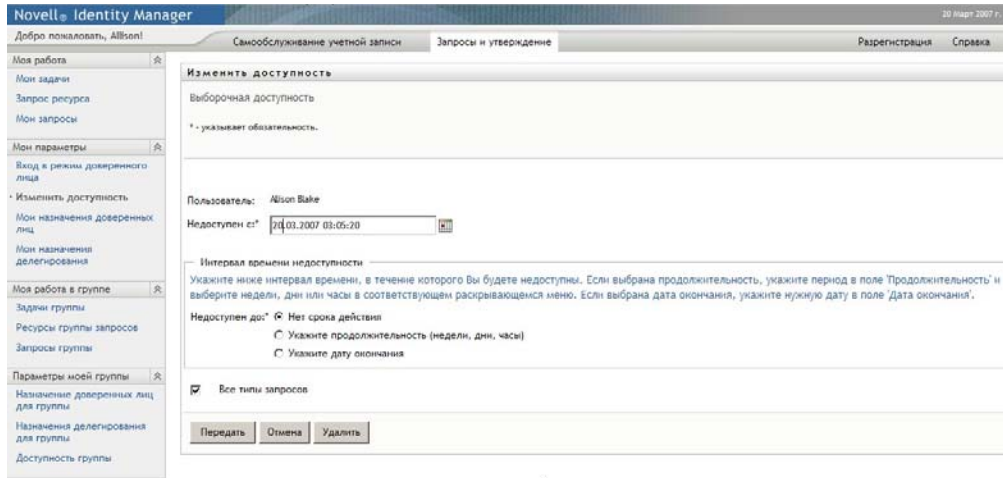 Novell® Identity Manager
20 Март 2007 г.
Добро пожаловать, Allison!
Самообслуживание учетной записи
Запросы и утверждение
Разрегистрация
Справка
Моя работа
Мои задачи
Запрос ресурса
Мои запросы
Мои параметры
Вход в режим доверенного
лица
Изменить доступность
Мои назначения доверенных
лиц
Мои назначения
делегирования
Моя работа в группе
Задачи группы
Ресурсы группы запросов
Запросы группы
Параметры моей группы
Назначение доверенных лиц
для группы
Назначения делегирования
для группы
Доступность группы
Изменить доступность
Выборочная доступность
* - указывает обязательность.
Пользователь: Allison Blake
Недоступен с:* 20.03.2007 03:05:20
Интервал времени недоступности
Укажите ниже интервал времени, в течение которого Вы будете недоступны. Если выбрана продолжительность, укажите период в поле 'Продолжительность' и
выберите недели, дни или часы в соответствующем раскрывающемся меню. Если выбрана дата окончания, укажите нужную дату в поле 'Дата окончания'.
Недоступен до:* Нет срока действия
Укажите продолжительность (недели, дни, часы)
Укажите дату окончания
Все типы запросов
Передать
Отмена
Удалить